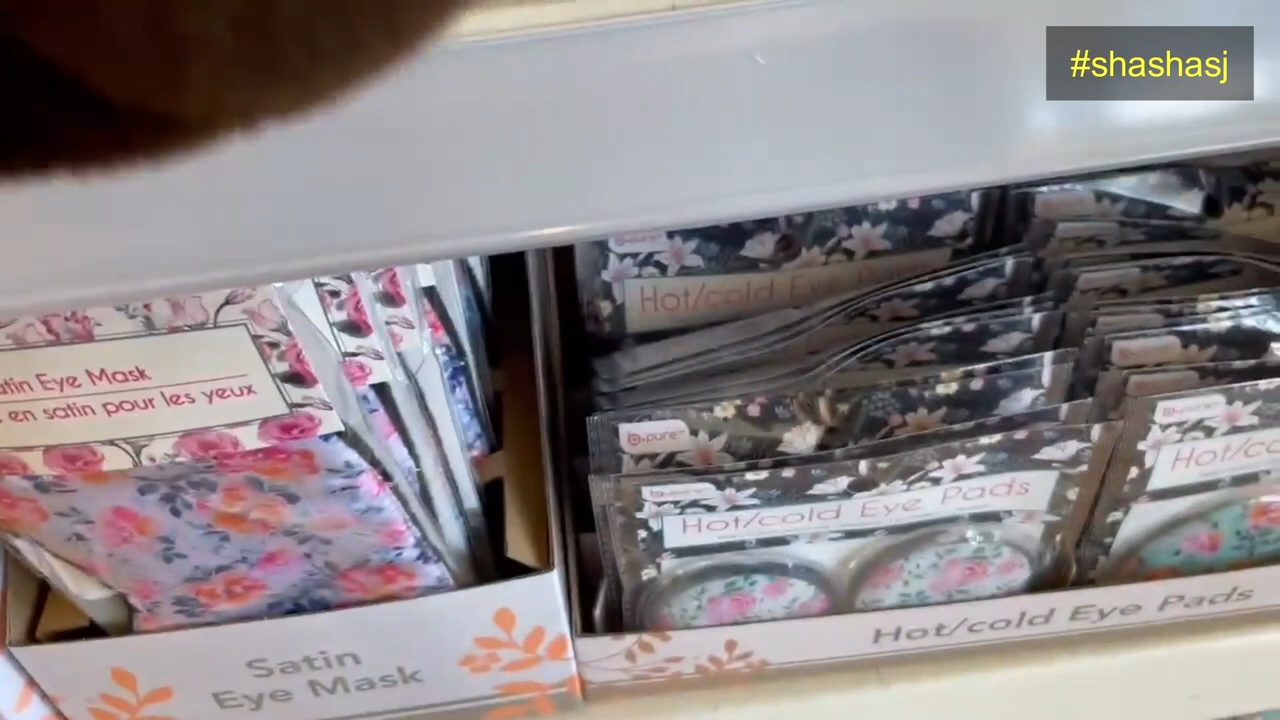 #shashasj
Hot/cold
Eye Mask
en satin pour les yeux
b.pure
Hot/cold Eye Pads
Hot/cold Eye Pads
Satin
Eye Mask